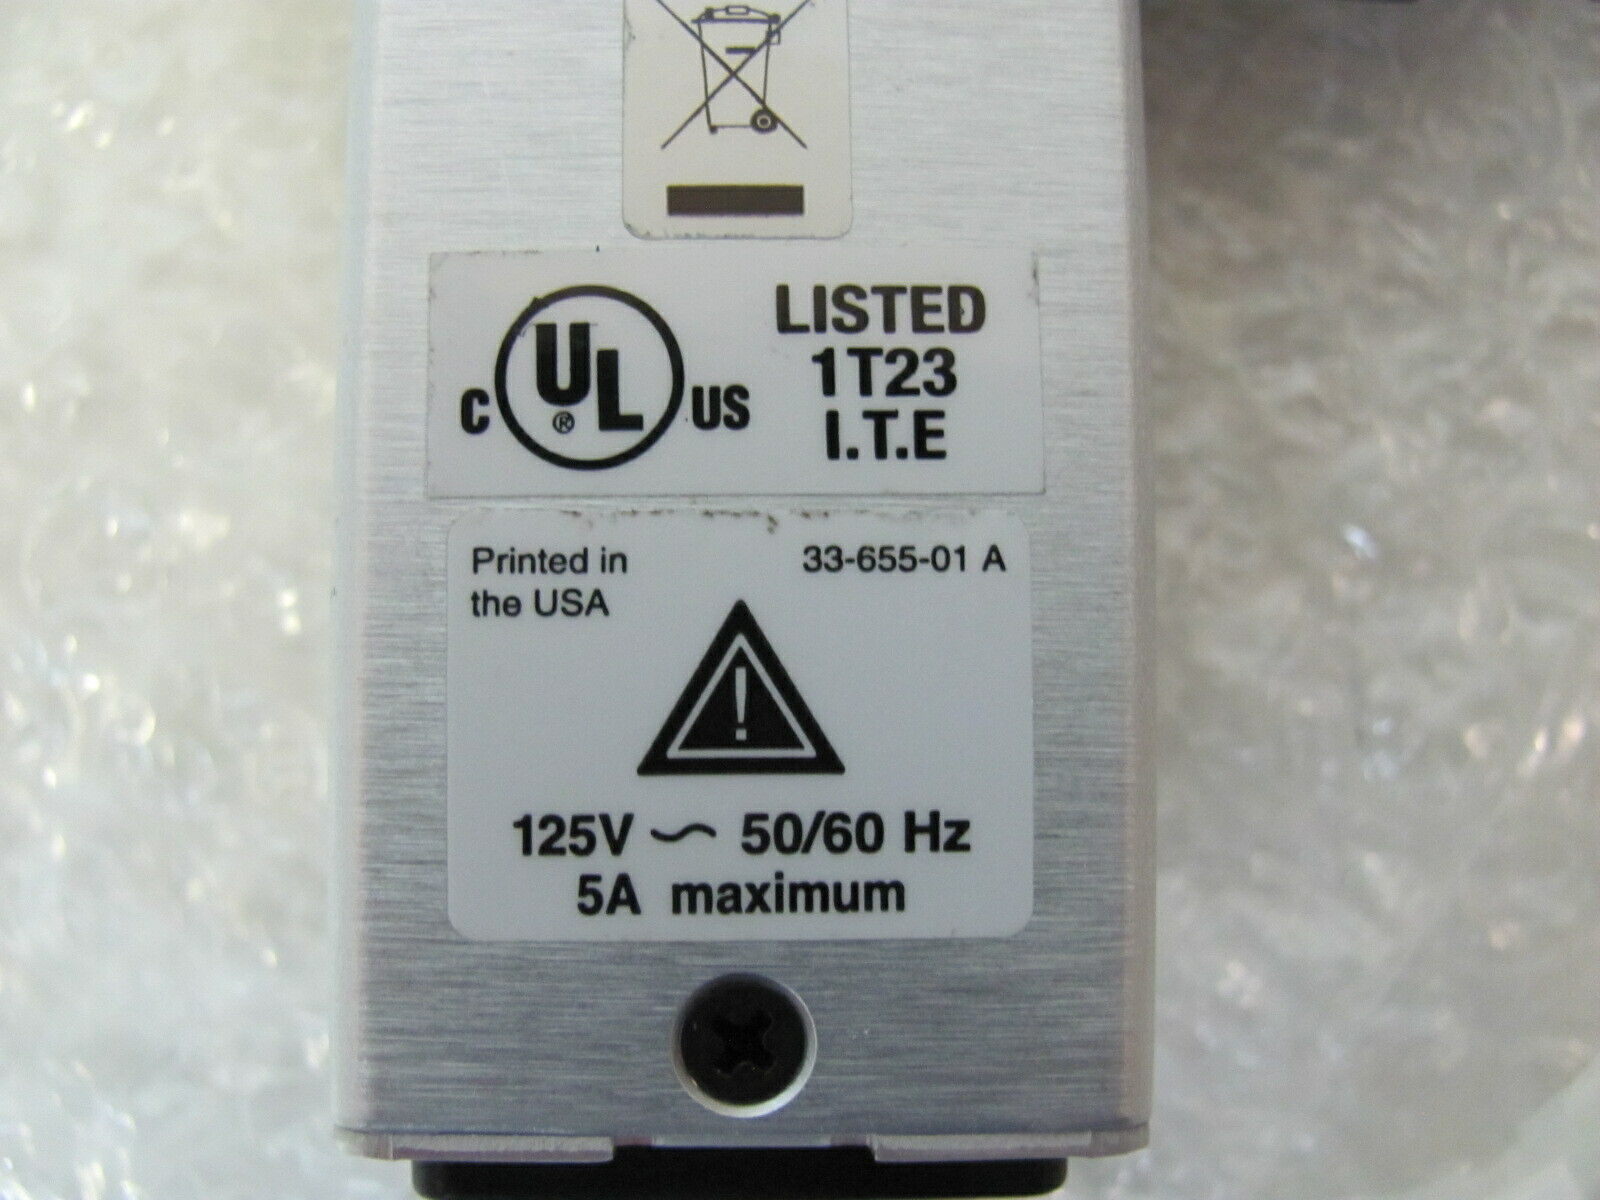 C UL ® US
LISTED
1T23
I.T.E
Printed in
the USA
33-655-01 A
!
125V ~ 50/60 Hz
5A maximum